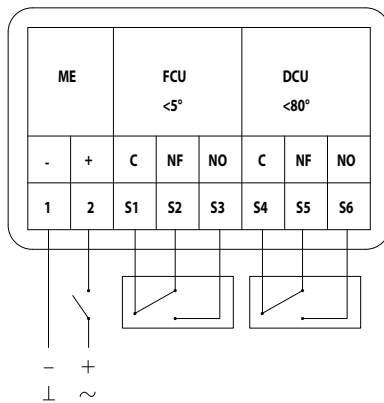 ME FCU DCU
<5° <80°
- + C NF NO C NF NO
1 2 S1 S2 S3 S4 S5 S6
– +
⊥ ~